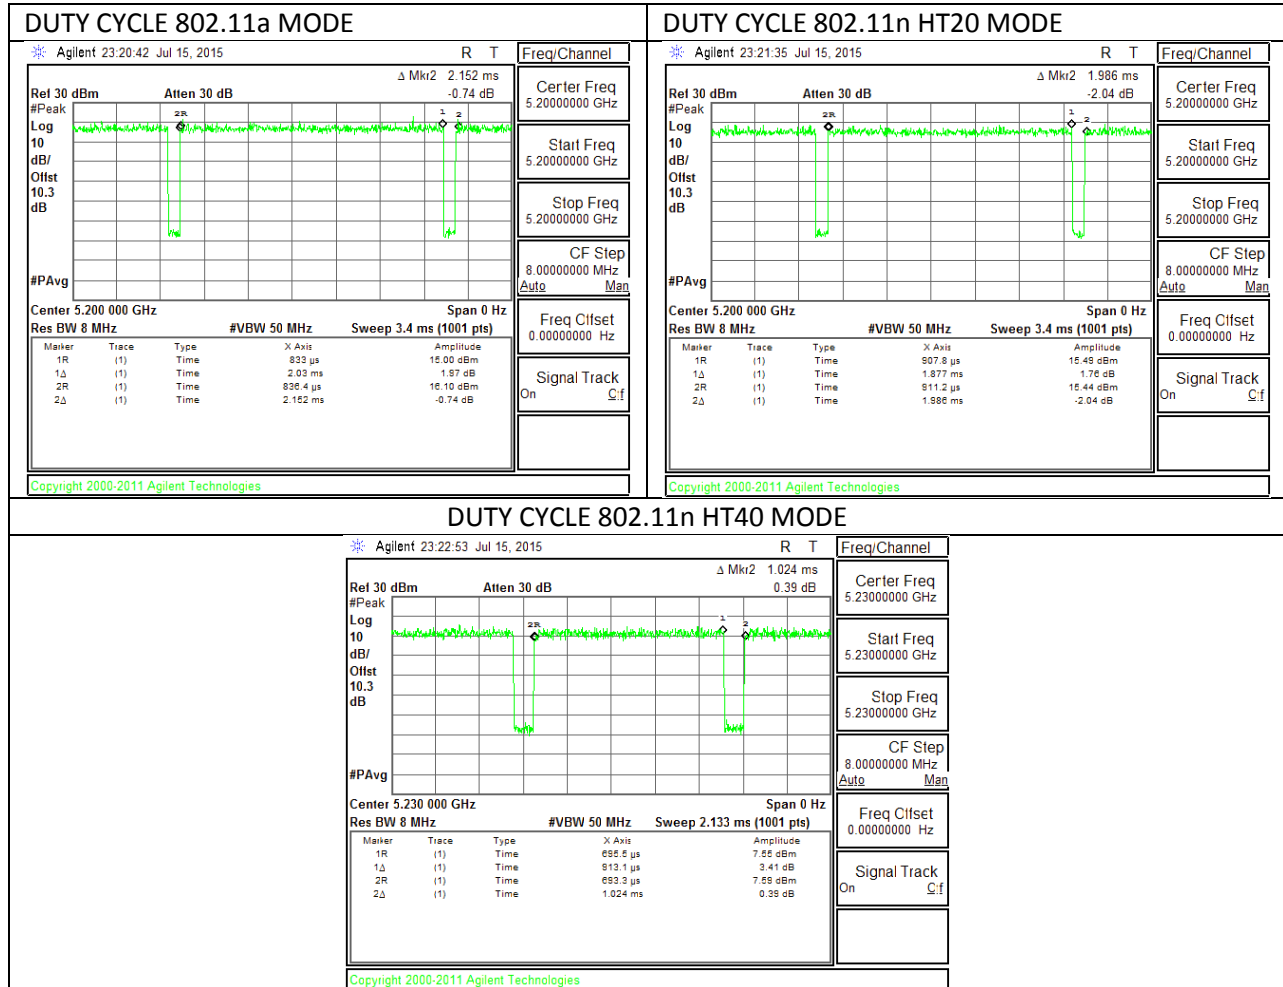 DUTY CYCLE 802.11a MODE
Agilent 23:20:42 Jul 15, 2015
R T
Freq/Channel
Δ Mkr2 2.152 ms
Ref 30 dBm
Atten 30 dB
-0.74 dB
#Peak
Log
10
dB/
Offst
10.3
dB
#PAvg
2R
1
2
Center 5.200 000 GHz
Span 0 Hz
Res BW 8 MHz
#VBW 50 MHz
Sweep 3.4 ms (1001 pts)
Marker Trace Type X Axis Amplitude
1R (1) Time 833 µs 15.00 dBm
1Δ (1) Time 2.03 ms 1.97 dB
2R (1) Time 836.4 µs 16.10 dBm
2Δ (1) Time 2.152 ms -0.74 dB
Center Freq
5.20000000 GHz
Start Freq
5.20000000 GHz
Stop Freq
5.20000000 GHz
CF Step
8.00000000 MHz
Auto Man
Freq Offset
0.00000000 Hz
Signal Track
On Off
Copyright 2000-2011 Agilent Technologies
DUTY CYCLE 802.11n HT20 MODE
Agilent 23:21:35 Jul 15, 2015
R T
Freq/Channel
Δ Mkr2 1.986 ms
Ref 30 dBm
Atten 30 dB
-2.04 dB
#Peak
Log
10
dB/
Offst
10.3
dB
#PAvg
2R
1
2
Center 5.200 000 GHz
Span 0 Hz
Res BW 8 MHz
#VBW 50 MHz
Sweep 3.4 ms (1001 pts)
Marker Trace Type X Axis Amplitude
1R (1) Time 907.8 µs 15.49 dBm
1Δ (1) Time 1.877 ms 1.76 dB
2R (1) Time 911.2 µs 15.44 dBm
2Δ (1) Time 1.986 ms -2.04 dB
Center Freq
5.20000000 GHz
Start Freq
5.20000000 GHz
Stop Freq
5.20000000 GHz
CF Step
8.00000000 MHz
Auto Man
Freq Offset
0.00000000 Hz
Signal Track
On Off
Copyright 2000-2011 Agilent Technologies
DUTY CYCLE 802.11n HT40 MODE
Agilent 23:22:53 Jul 15, 2015
R T
Freq/Channel
Δ Mkr2 1.024 ms
Ref 30 dBm
Atten 30 dB
0.39 dB
#Peak
Log
10
dB/
Offst
10.3
dB
#PAvg
2R
1
2
Center 5.230 000 GHz
Span 0 Hz
Res BW 8 MHz
#VBW 50 MHz
Sweep 2.133 ms (1001 pts)
Marker Trace Type X Axis Amplitude
1R (1) Time 695.5 µs 7.55 dBm
1Δ (1) Time 913.1 µs 3.41 dB
2R (1) Time 693.3 µs 7.59 dBm
2Δ (1) Time 1.024 ms 0.39 dB
Center Freq
5.23000000 GHz
Start Freq
5.23000000 GHz
Stop Freq
5.23000000 GHz
CF Step
8.00000000 MHz
Auto Man
Freq Offset
0.00000000 Hz
Signal Track
On Off
Copyright 2000-2011 Agilent Technologies